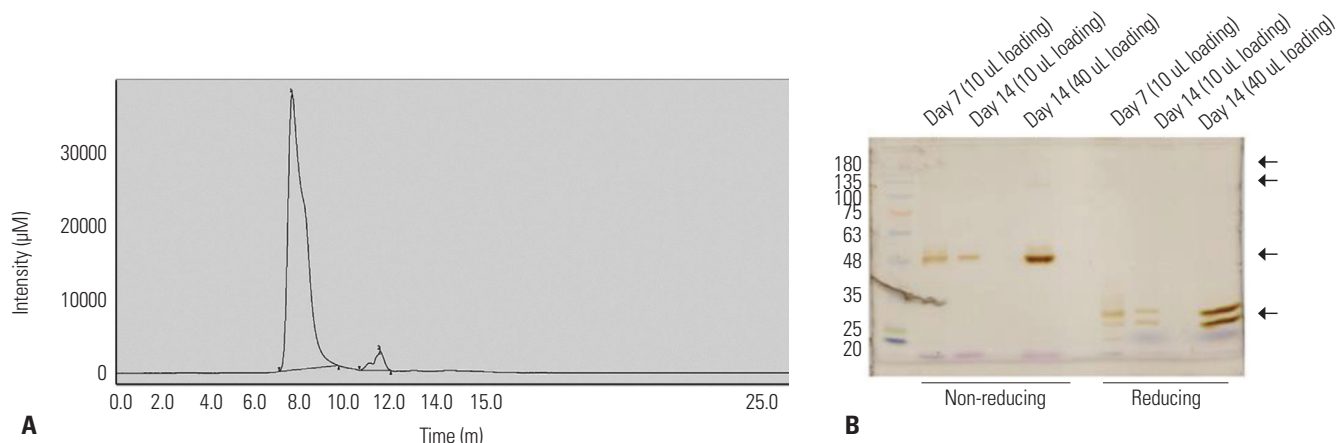 30000
20000
10000
0
Intensity (µM)
0.0 2.0 4.0 6.0 8.0 10.0 12.0 14.0 15.0 25.0
Time (m)
A
Day 7 (10 uL loading)
Day 14 (10 uL loading)
Day 14 (40 uL loading)
Day 7 (10 uL loading)
Day 14 (10 uL loading)
Day 14 (40 uL loading)
180
135
100
75
63
48
35
25
20
Non-reducing
Reducing
B